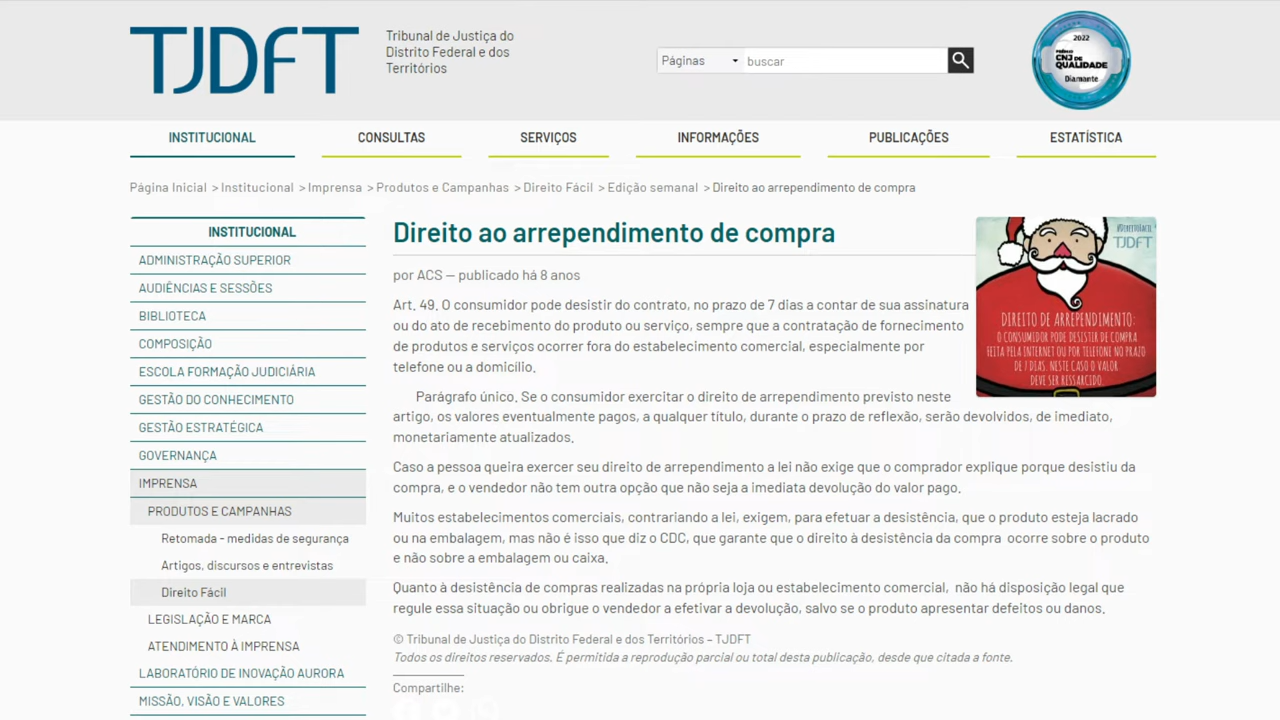 TJDFT
Tribunal de Justiça do
Distrito Federal e dos
Territórios
Páginas
buscar
2022
PRÊMIO
CNJ DE
QUALIDADE
Diamante
INSTITUCIONAL
CONSULTAS
SERVIÇOS
INFORMAÇÕES
PUBLICAÇÕES
ESTATÍSTICA
Página Inicial > Institucional > Imprensa > Produtos e Campanhas > Direito Fácil > Edição semanal > Direito ao arrependimento de compra
INSTITUCIONAL
ADMINISTRAÇÃO SUPERIOR
AUDIÊNCIAS E SESSÕES
BIBLIOTECA
COMPOSIÇÃO
ESCOLA FORMAÇÃO JUDICIÁRIA
GESTÃO DO CONHECIMENTO
GESTÃO ESTRATÉGICA
GOVERNANÇA
IMPRENSA
PRODUTOS E CAMPANHAS
Retomada - medidas de segurança
Artigos, discursos e entrevistas
Direito Fácil
LEGISLAÇÃO E MARCA
ATENDIMENTO À IMPRENSA
LABORATÓRIO DE INOVAÇÃO AURORA
MISSÃO, VISÃO E VALORES
Direito ao arrependimento de compra
por ACS — publicado há 8 anos
Art. 49. O consumidor pode desistir do contrato, no prazo de 7 dias a contar de sua assinatura
ou do ato de recebimento do produto ou serviço, sempre que a contratação de fornecimento
de produtos e serviços ocorrer fora do estabelecimento comercial, especialmente por
telefone ou a domicílio.
Parágrafo único. Se o consumidor exercitar o direito de arrependimento previsto neste
artigo, os valores eventualmente pagos, a qualquer título, durante o prazo de reflexão, serão devolvidos, de imediato,
monetariamente atualizados.
Caso a pessoa queira exercer seu direito de arrependimento a lei não exige que o comprador explique porque desistiu da
compra, e o vendedor não tem outra opção que não seja a imediata devolução do valor pago.
Muitos estabelecimentos comerciais, contrariando a lei, exigem, para efetuar a desistência, que o produto esteja lacrado
ou na embalagem, mas não é isso que diz o CDC, que garante que o direito à desistência da compra ocorre sobre o produto
e não sobre a embalagem ou caixa.
Quanto à desistência de compras realizadas na própria loja ou estabelecimento comercial, não há disposição legal que
regule essa situação ou obrigue o vendedor a efetivar a devolução, salvo se o produto apresentar defeitos ou danos.
© Tribunal de Justiça do Distrito Federal e dos Territórios – TJDFT
Todos os direitos reservados. É permitida a reprodução parcial ou total desta publicação, desde que citada a fonte.
Compartilhe:
#DIREITOFÁCIL
TJDFT
DIREITO DE ARREPENDIMENTO:
O CONSUMIDOR PODE DESISTIR DE COMPRA
FEITA PELA INTERNET OU POR TELEFONE NO PRAZO
DE 7 DIAS. NESTE CASO O VALOR
DEVE SER RESSARCIDO.